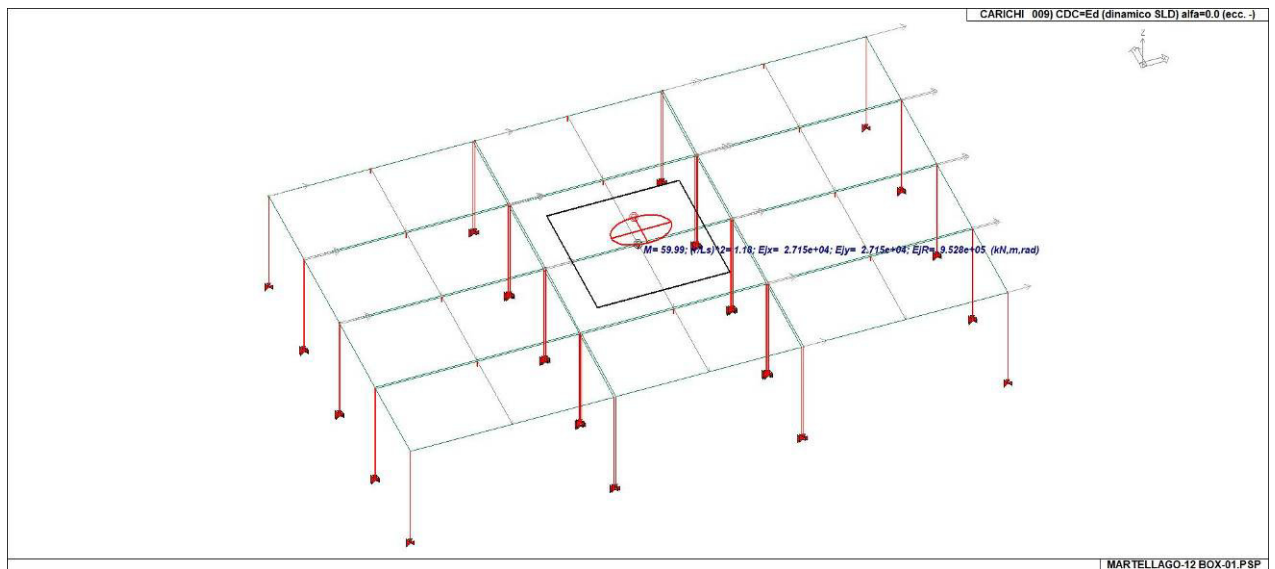 CARICHI 009) CDC=Ed (dinamico SLD) alfa=0.0 (ecc. -)
Z
M= 59.99; (r/Ls)^2= 1.16; Ejx= 2.715e+04; Ejy= 2.715e+04; EjR= 9.528e+05 (kN,m,rad)
MARTELLAGO-12 BOX-01.PSP